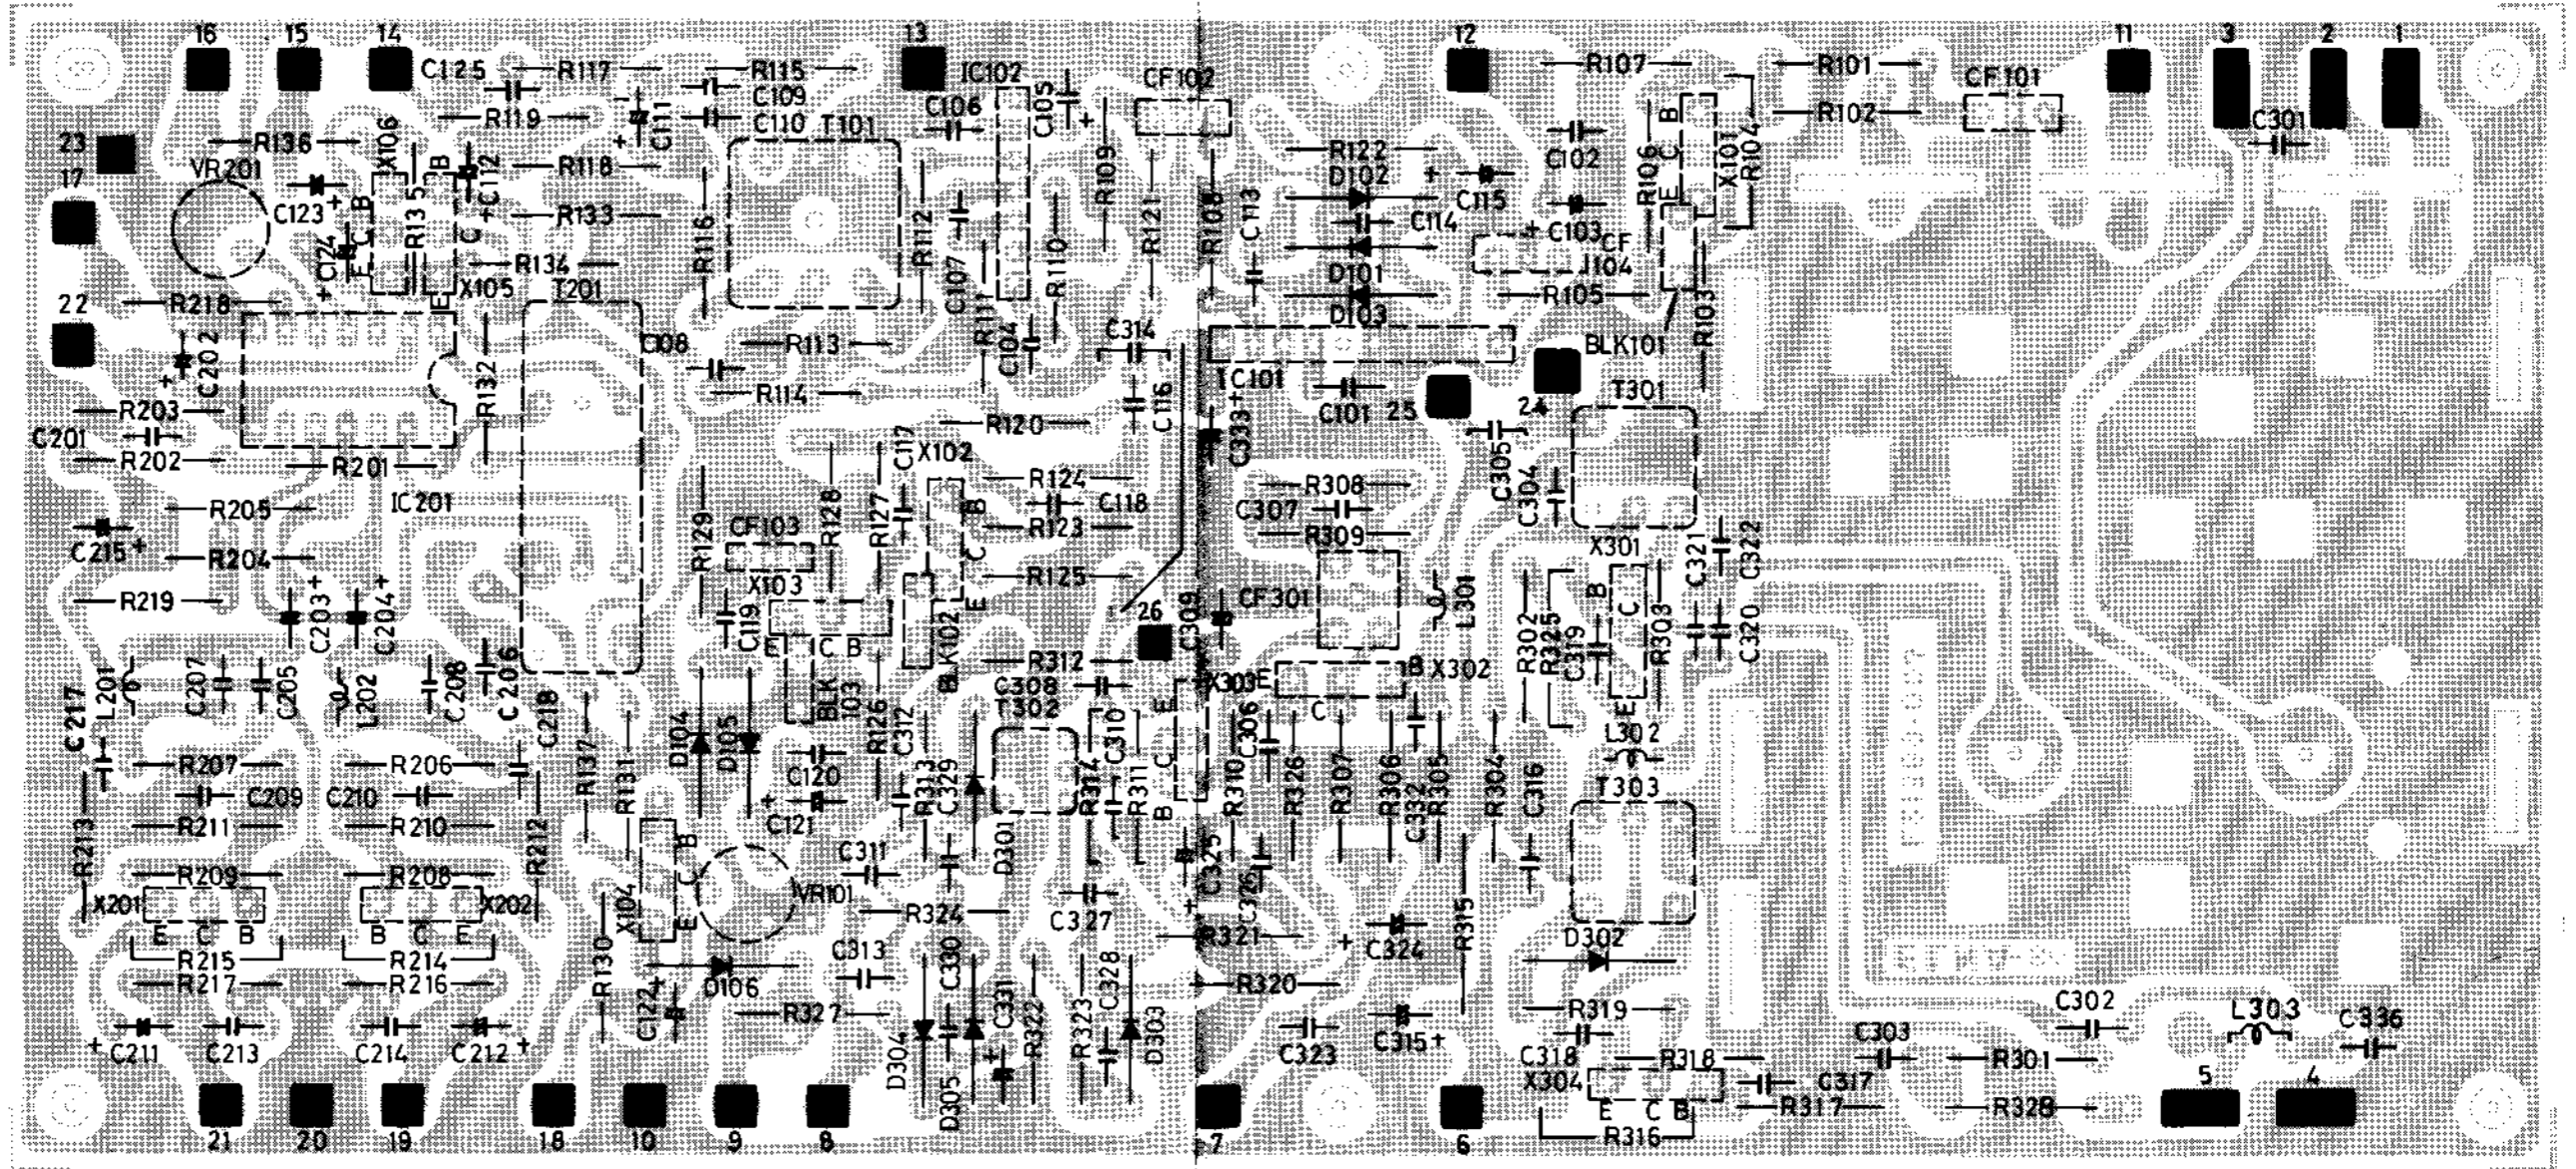 16 15 14 13 12 11 3 2 1
C125 R117 R115 IC102 CF102 R107 R101 CF101
C109 C106 C105
R119 C111 C110 T101 R102 C301
23 R136 X106 B R109 R122 C102 B
VR201 C112 R118 D102 C115 R106 C X101 R104
17 C123 B R135 R133 R116 R112 R121 R108 C113 C114 E
C124 C C C107 R110 C103 CF
E R134 D101 104
22 R218 X105 T201 R111 R105
E D103 R103
C202 C108 R113 C104 C314 BLK101
R132 R114 C116 IC101 C101 25 24 T301
R203 R120 C333
C201 R202 R201 C117 X102 R124 R308 C305 C304
R205 IC201 R128 R127 B C118 C307
C215 R204 R129 CF103 R123 R309 X301 C321 C322
C
R219 X103 R125 CF301 L301 B
C203 C204 C119 E 26 C309 R302 R325 C R303 C320
E C B BLK102 C319
L201 C207 C205 L202 C208 C206 R312 X303 E B X302
C217 C218 BLK 103 R126 C312 C308 T302 C310 E C C306 E
D104 D105 L302
R207 R206 R137 R131 C120 R313 C329 R314 R311 C R310 R326 R307 R306 C332 R305 R304 C316
C209 C210 C121 B T303
R213 R211 R210 R212 B C311 D301 C325 C326
R209 R208 C VR101
X201 X202 X104 E R324 C327 R315
E C B B C E R321 C324 D302
R215 R214 R130 C313 C330 C328
R217 R216 D106 R320
C122 R327 C331 R322 R323 D303 R319 C302 L303 C336
C211 C213 C214 C212 D304 C323 C315 C318 R318 C303 R301
D305 X304 C317 5 4
E C B R317 R328
21 20 19 18 10 9 8 7 6 R316